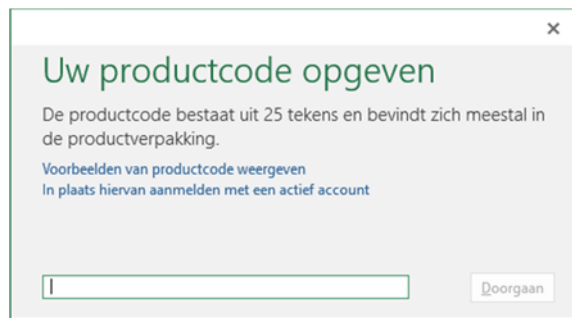 Uw productcode opgeven
De productcode bestaat uit 25 tekens en bevindt zich meestal in
de productverpakking.
Voorbeelden van productcode weergeven
In plaats hiervan aanmelden met een actief account
Doorgaan